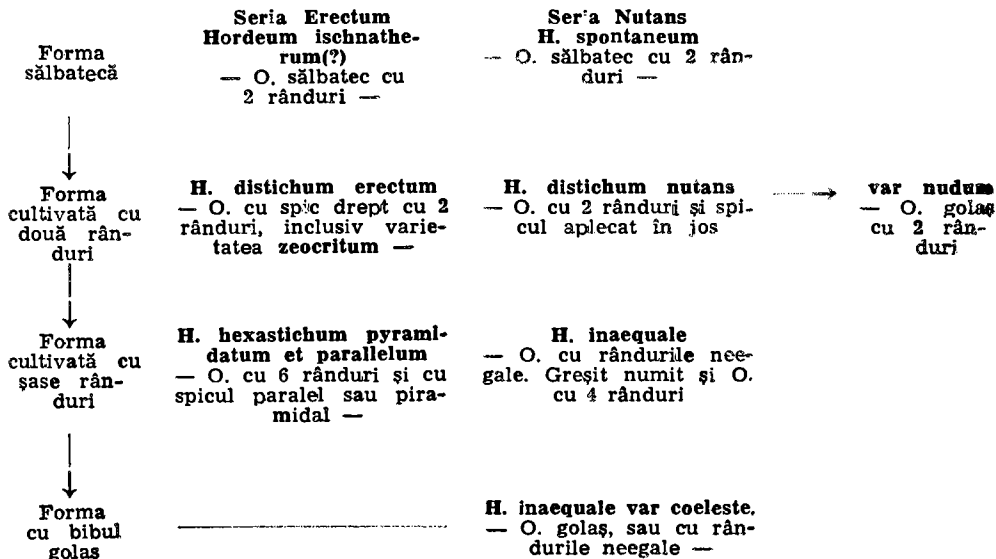 Forma
sălbatecă
Seria Erectum
Hordeum ischnathe-
rum(?)
— O. sălbatec cu
2 rânduri —
Seria Nutans
H. spontaneum
— O. sălbatec cu 2 rân-
duri —
Forma
cultivată cu
două rân-
duri
H. distichum erectum
— O. cu spic drept cu 2
rânduri, inclusiv varie-
tatea zeocritum —
H. distichum nutans
— O. cu 2 rânduri și spi-
cul aplecat în jos
var nudum
— O. golaș
cu 2 rân-
duri
Forma
cultivată cu
șase rân-
duri
H. hexastichum pyrami-
datum et parallelum
— O. cu 6 rânduri și cu
spicul paralel sau pira-
midal —
H. inaequale
— O. cu rândurile nee-
gale. Greșit numit și O.
cu 4 rânduri
Forma
cu bibul
golaș
H. inaequale var coeleste.
— O. golaș, sau cu rân-
durile neegale —